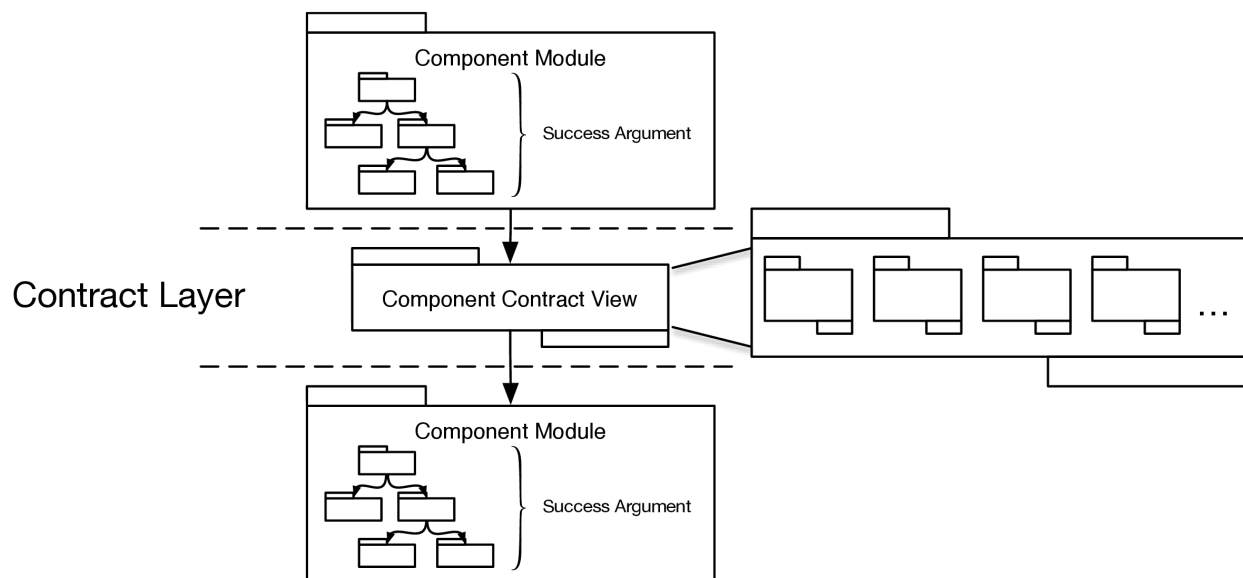 Component Module
Success Argument
Contract Layer
Component Contract View
...
Component Module
Success Argument